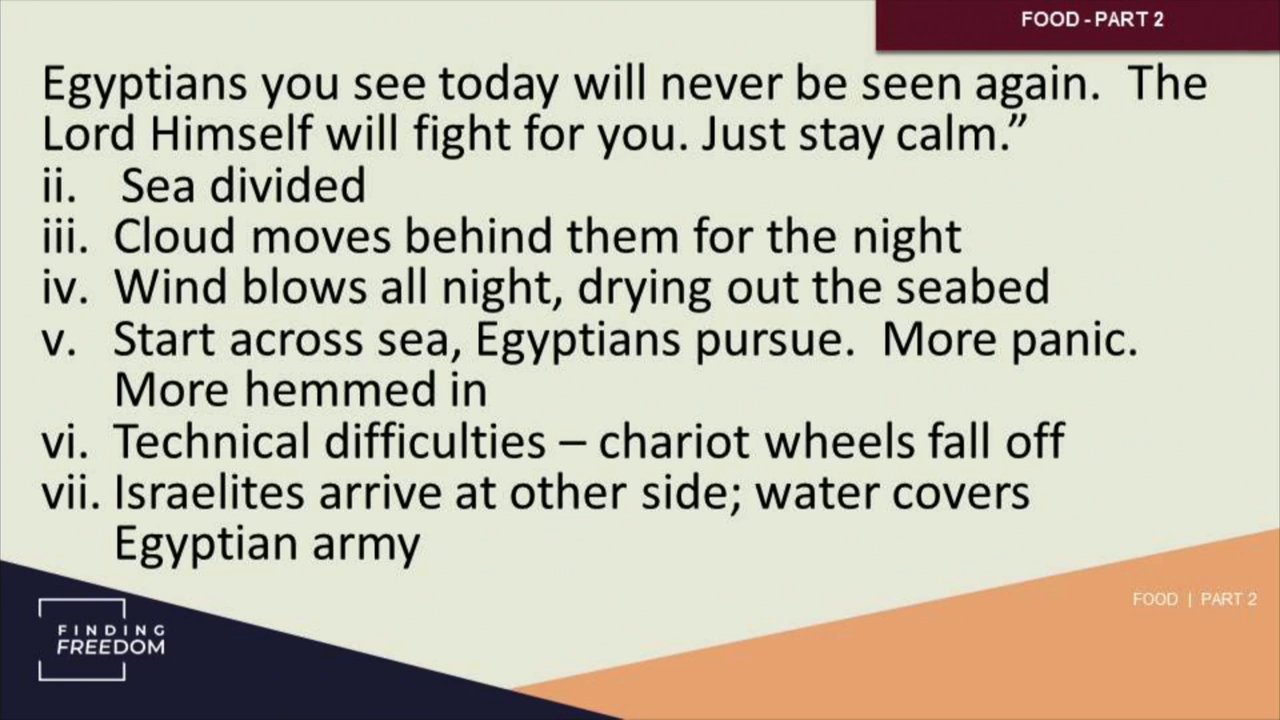 FOOD - PART 2
Egyptians you see today will never be seen again. The
Lord Himself will fight for you. Just stay calm.”
ii. Sea divided
iii. Cloud moves behind them for the night
iv. Wind blows all night, drying out the seabed
v. Start across sea, Egyptians pursue. More panic.
More hemmed in
vi. Technical difficulties – chariot wheels fall off
vii. Israelites arrive at other side; water covers
Egyptian army
FOOD | PART 2
FINDING
FREEDOM